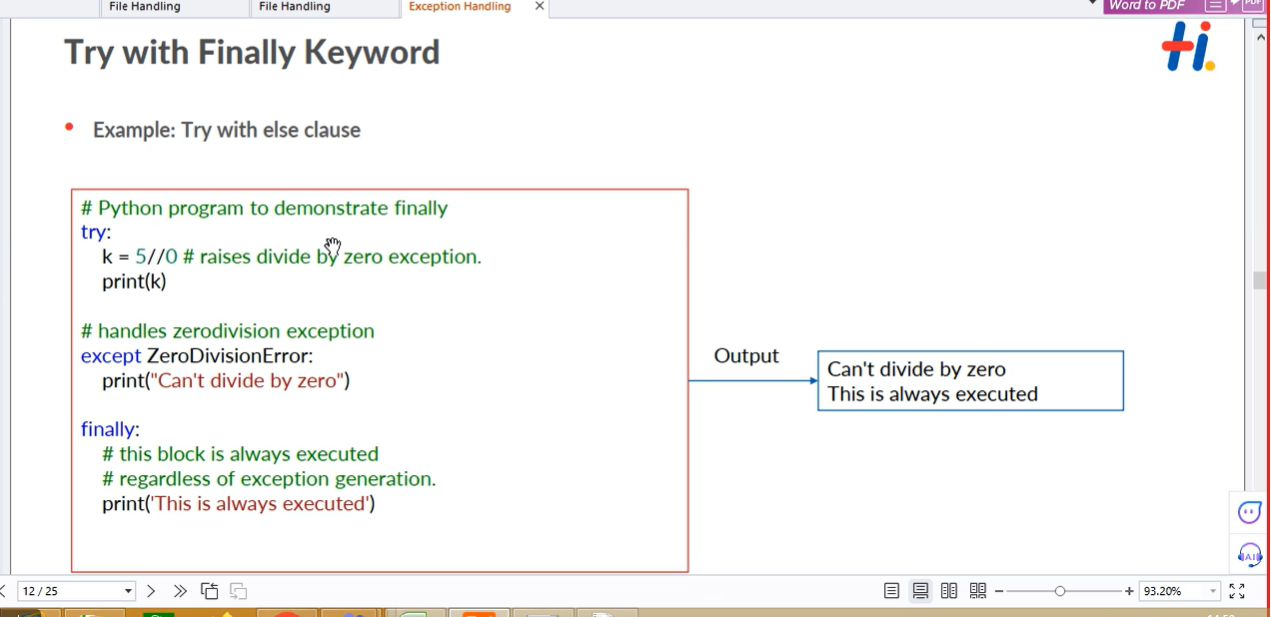 File Handling
File Handling
Exception Handling
Word to PDF
PDF
Try with Finally Keyword
Hi.
• Example: Try with else clause
# Python program to demonstrate finally
try:
k = 5//0 # raises divide by zero exception.
print(k)
# handles zerodivision exception
except ZeroDivisionError:
print("Can't divide by zero")
finally:
# this block is always executed
# regardless of exception generation.
print('This is always executed')
Output
Can't divide by zero
This is always executed
AI
12 / 25
93.20%